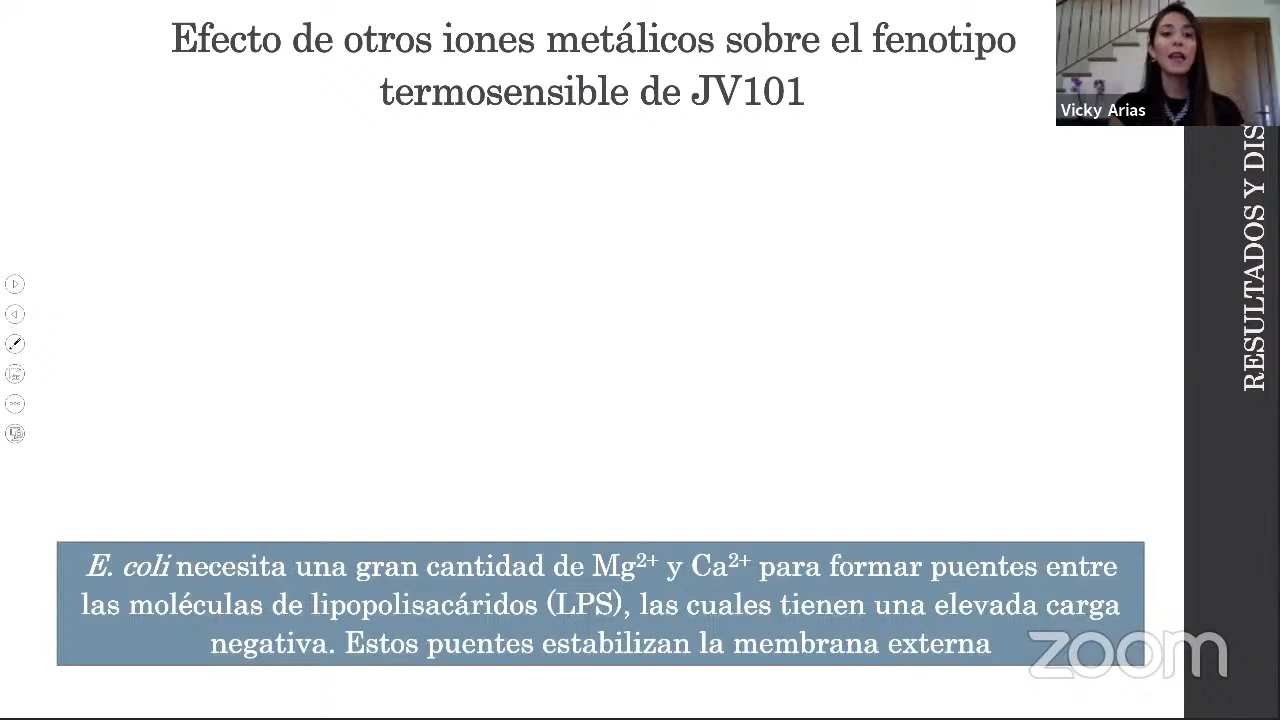 Efecto de otros iones metálicos sobre el fenotipo
termosensible de JV101
Vicky Arias
RESULTADOS Y DIS
E. coli necesita una gran cantidad de Mg²⁺ y Ca²⁺ para formar puentes entre
las moléculas de lipopolisacáridos (LPS), las cuales tienen una elevada carga
negativa. Estos puentes estabilizan la membrana externa
zoom